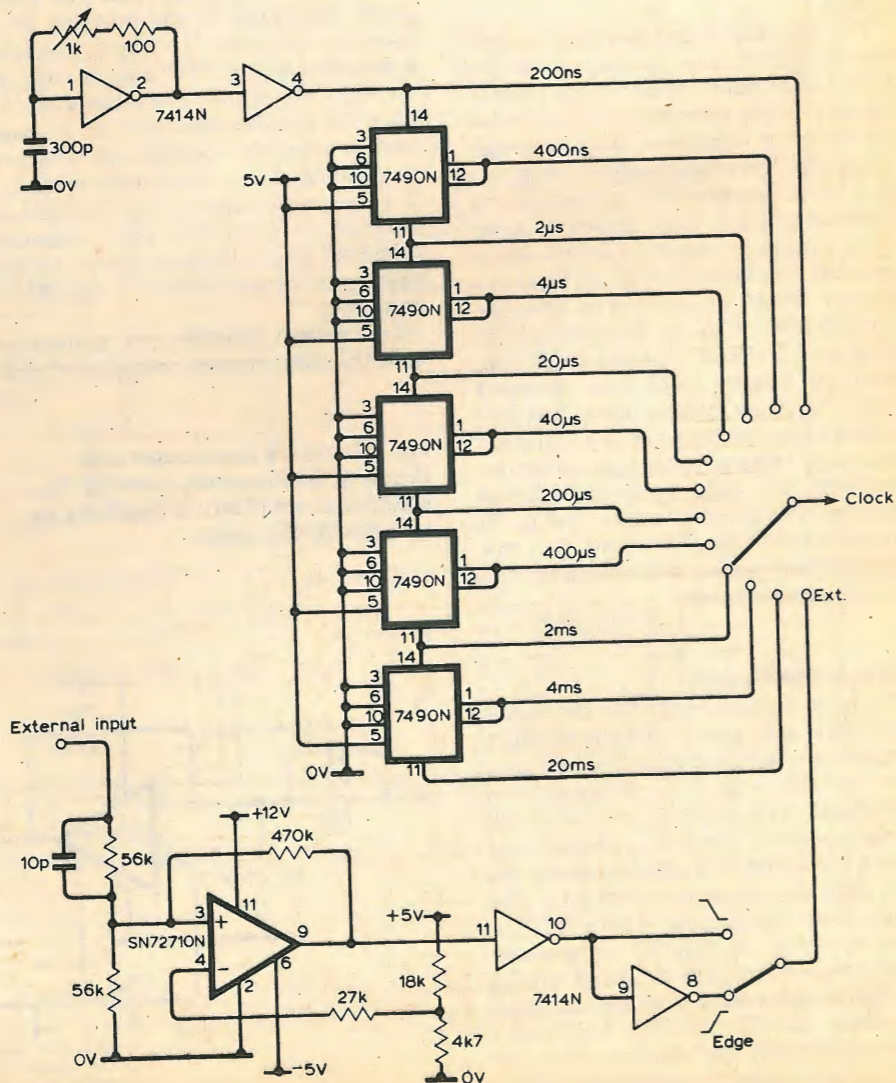 1k
100
1
2
3
4
7414N
300p
0V
200ns
14
3
6
10
5
7490N
1
12
400ns
5V
11
14
2µs
3
6
10
5
7490N
1
12
4µs
11
14
20µs
3
6
10
5
7490N
1
12
40µs
11
14
200µs
3
6
10
5
7490N
1
12
400µs
11
14
2ms
3
6
10
5
7490N
1
12
4ms
0V
11
20ms
Clock
Ext.
External input
+12V
470k
10p
56k
3
+
11
SN72710N
9
4
-
6
2
56k
27k
0V
-5V
+5V
18k
4k7
0V
11
10
7414N
9
8
Edge